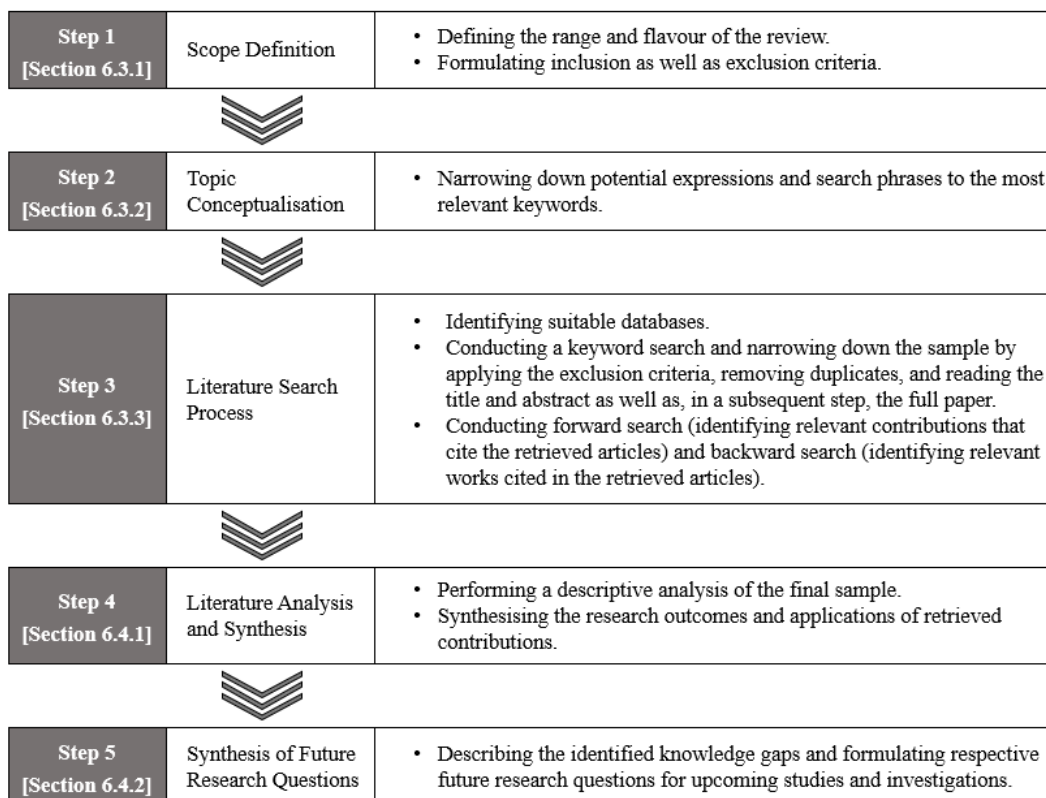 Step 1
[Section 6.3.1]
Scope Definition
• Defining the range and flavour of the review.
• Formulating inclusion as well as exclusion criteria.
Step 2
[Section 6.3.2]
Topic
Conceptualisation
• Narrowing down potential expressions and search phrases to the most
relevant keywords.
Step 3
[Section 6.3.3]
Literature Search
Process
• Identifying suitable databases.
• Conducting a keyword search and narrowing down the sample by
applying the exclusion criteria, removing duplicates, and reading the
title and abstract as well as, in a subsequent step, the full paper.
• Conducting forward search (identifying relevant contributions that
cite the retrieved articles) and backward search (identifying relevant
works cited in the retrieved articles).
Step 4
[Section 6.4.1]
Literature Analysis
and Synthesis
• Performing a descriptive analysis of the final sample.
• Synthesising the research outcomes and applications of retrieved
contributions.
Step 5
[Section 6.4.2]
Synthesis of Future
Research Questions
• Describing the identified knowledge gaps and formulating respective
future research questions for upcoming studies and investigations.